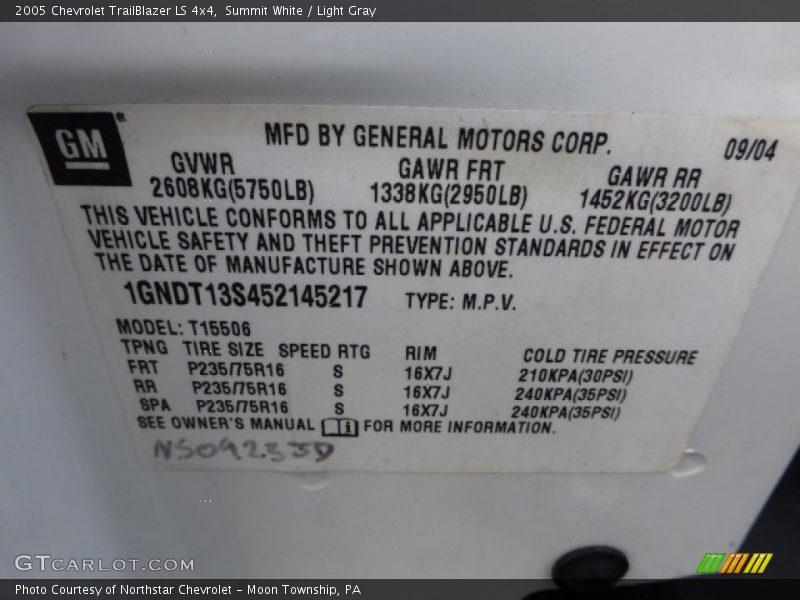 2005 Chevrolet TrailBlazer LS 4x4, Summit White / Light Gray
GM®
MFD BY GENERAL MOTORS CORP. 09/04
GVWR GAWR FRT GAWR RR
2608KG(5750LB) 1338KG(2950LB) 1452KG(3200LB)
THIS VEHICLE CONFORMS TO ALL APPLICABLE U.S. FEDERAL MOTOR
VEHICLE SAFETY AND THEFT PREVENTION STANDARDS IN EFFECT ON
THE DATE OF MANUFACTURE SHOWN ABOVE.
1GNDT13S452145217 TYPE: M.P.V.
MODEL: T15506
TPNG TIRE SIZE SPEED RTG RIM COLD TIRE PRESSURE
FRT P235/75R16 S 16X7J 210KPA(30PSI)
RR P235/75R16 S 16X7J 240KPA(35PSI)
SPA P235/75R16 S 16X7J 240KPA(35PSI)
SEE OWNER'S MANUAL FOR MORE INFORMATION.
GTCARLOT.COM
Photo Courtesy of Northstar Chevrolet - Moon Township, PA